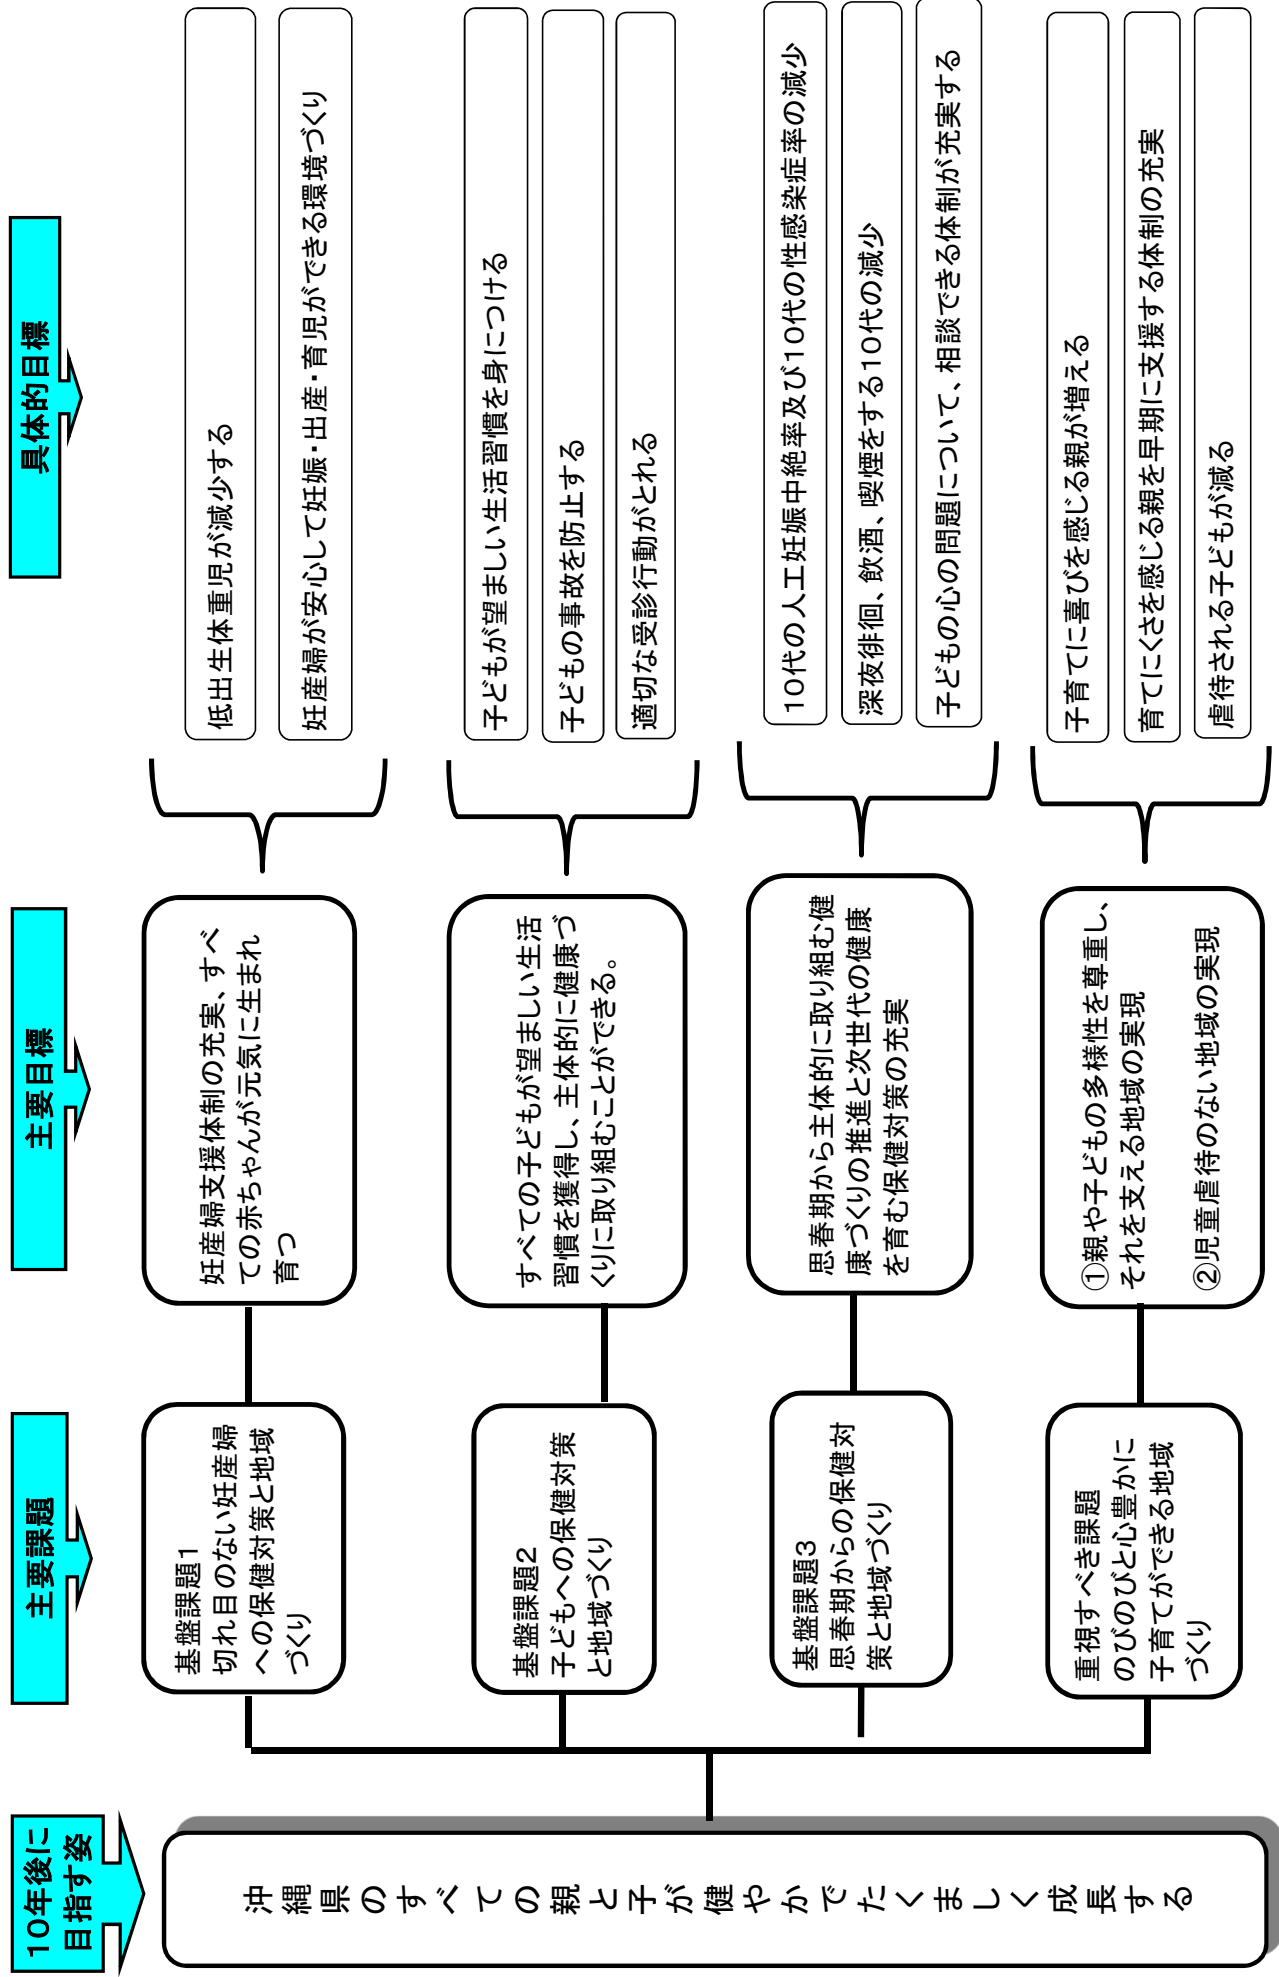 10年後に
目指す姿
主要課題
主要目標
具体的目標
沖縄県のすべての親と子が健やかでたくましく成長する
基盤課題1
切れ目のない妊産婦
への保健対策と地域
づくり
妊産婦支援体制の充実、すべ
ての赤ちゃんが元気に生まれ
育つ
低出生体重児が減少する
妊産婦が安心して妊娠・出産・育児ができる環境づくり
基盤課題2
子どもへの保健対策
と地域づくり
すべての子どもが望ましい生活
習慣を獲得し、主体的に健康づ
くりに取り組むことができる。
子どもが望ましい生活習慣を身につける
子どもの事故を防止する
適切な受診行動がとれる
基盤課題3
思春期からの保健対
策と地域づくり
思春期から主体的に取り組む健
康づくりの推進と次世代の健康
を育む保健対策の充実
10代の人工妊娠中絶率及び10代の性感染症率の減少
深夜徘徊、飲酒、喫煙をする10代の減少
子どもの心の問題について、相談できる体制が充実する
重視すべき課題
のびのびと心豊かに
子育てができる地域
づくり
①親や子どもの多様性を尊重し、
それを支える地域の実現
②児童虐待のない地域の実現
子育てに喜びを感じる親が増える
育てにくさを感じる親を早期に支援する体制の充実
虐待される子どもが減る